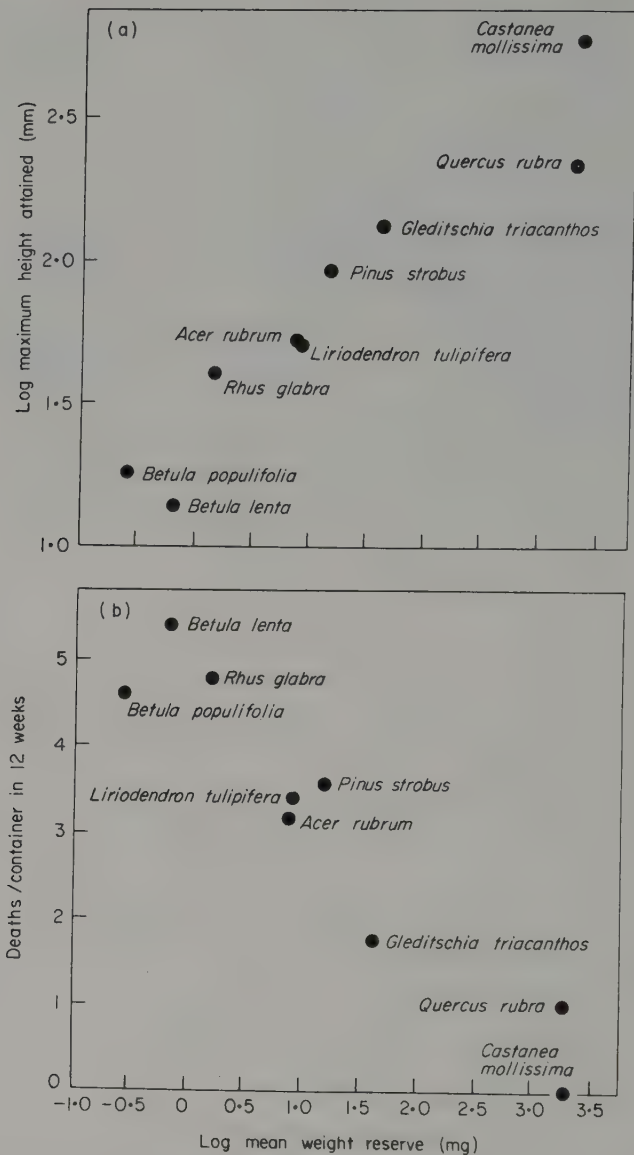 (a)
Castanea
mollissima
2·5
Quercus rubra
Gleditschia triacanthos
2·0
Pinus strobus
Acer rubrum
Liriodendron tulipifera
1·5
Rhus glabra
Betula populifolia
Betula lenta
1·0
Log maximum height attained (mm)
(b)
Betula lenta
5
Rhus glabra
Betula populifolia
4
Pinus strobus
Liriodendron tulipifera
3
Acer rubrum
2
Gleditschia triacanthos
1
Quercus rubra
Castanea
mollissima
0
Deaths/container in 12 weeks
-1·0 -0·5 0 0·5 1·0 1·5 2·0 2·5 3·0 3·5
Log mean weight reserve (mg)